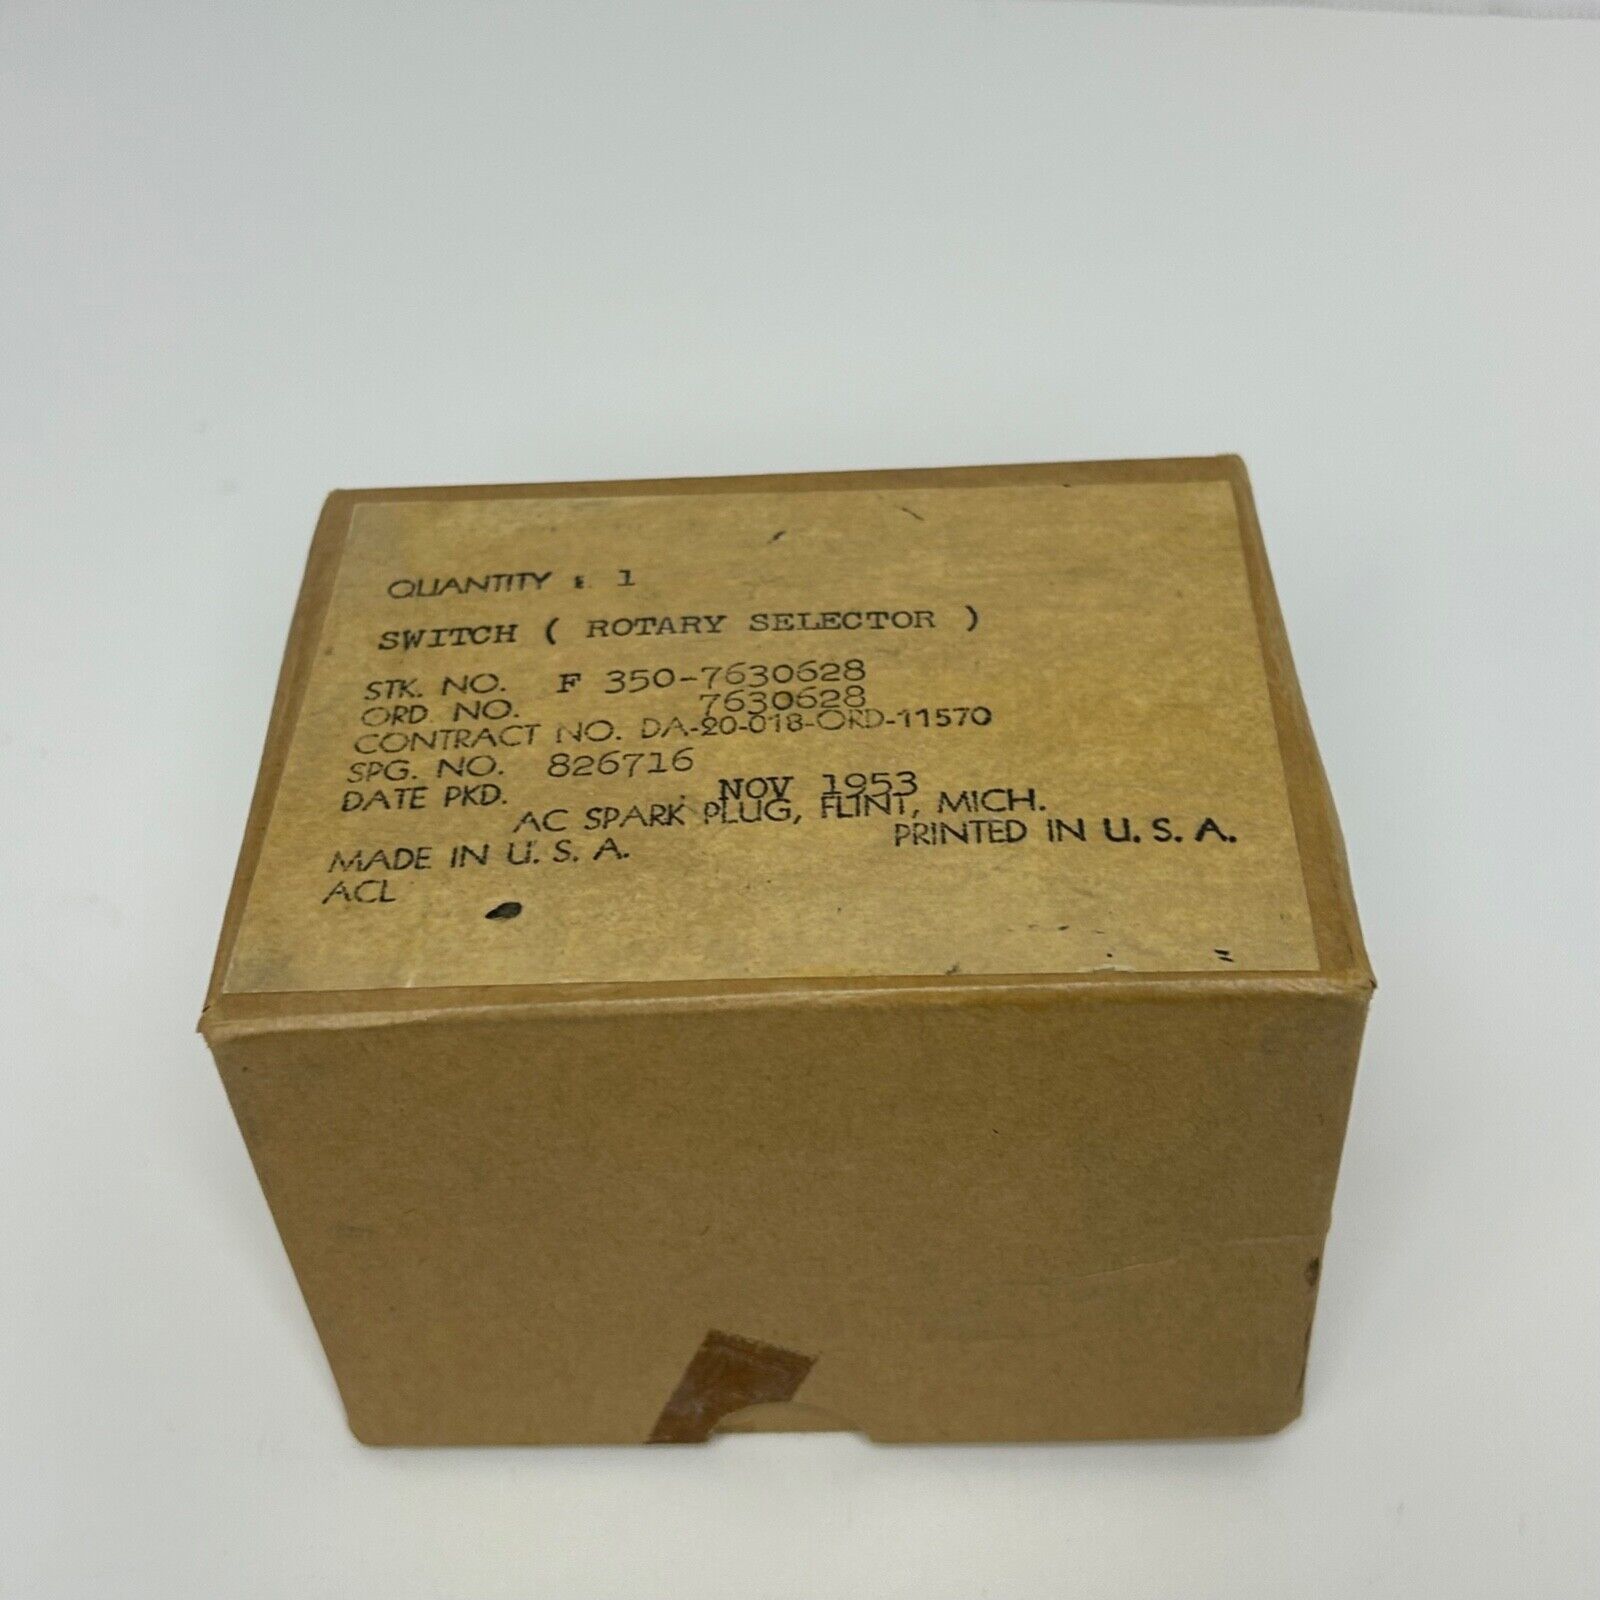 QUANTITY : 1
SWITCH ( ROTARY SELECTOR )
STK. NO. F 350-7630628
ORD NO. 7630628
CONTRACT NO. DA-20-018-ORD-11570
SPG. NO. 826716
DATE PKD. NOV 1953
AC SPARK PLUG, FLINT, MICH.
PRINTED IN U. S. A.
MADE IN U. S. A.
ACL